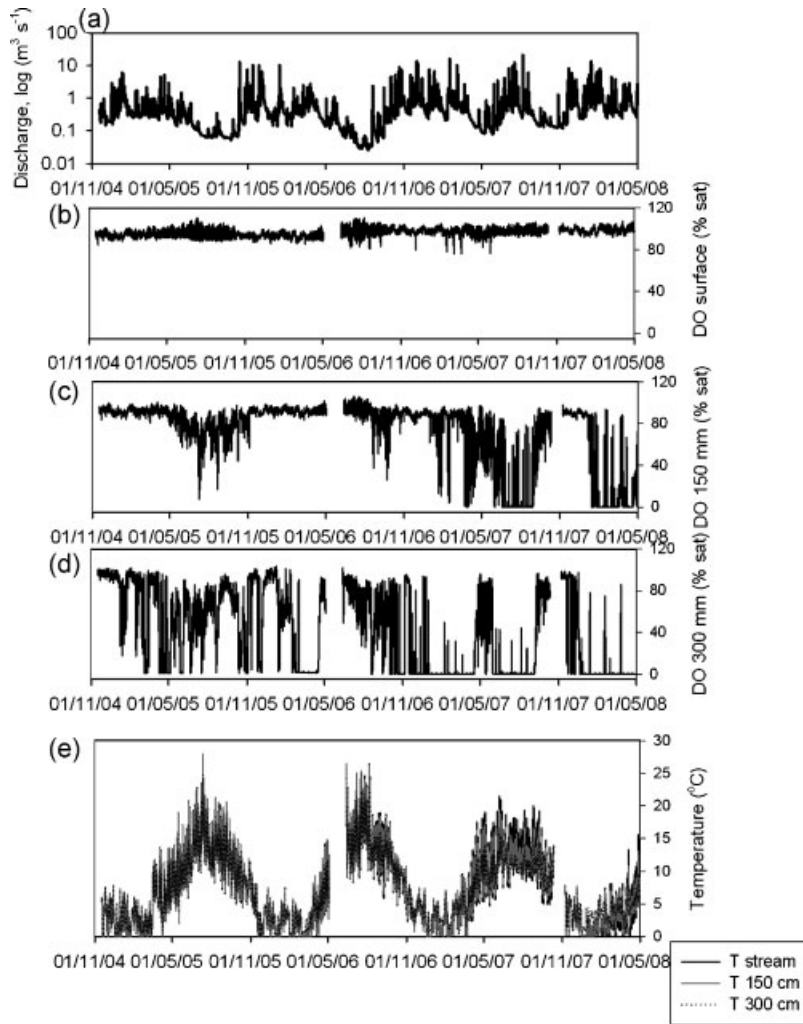 (a)
Discharge, log (m³ s⁻¹)
100
10
1
0.1
0.01
01/11/04 01/05/05 01/11/05 01/05/06 01/11/06 01/05/07 01/11/07 01/05/08
(b)
120
80
40
0
DO surface (% sat)
01/11/04 01/05/05 01/11/05 01/05/06 01/11/06 01/05/07 01/11/07 01/05/08
(c)
120
80
40
0
DO 150 mm (% sat)
01/11/04 01/05/05 01/11/05 01/05/06 01/11/06 01/05/07 01/11/07 01/05/08
(d)
120
80
40
0
DO 300 mm (% sat)
01/11/04 01/05/05 01/11/05 01/05/06 01/11/06 01/05/07 01/11/07 01/05/08
(e)
30
25
20
15
10
5
0
Temperature (⁰C)
01/11/04 01/05/05 01/11/05 01/05/06 01/11/06 01/05/07 01/11/07 01/05/08
T stream
T 150 cm
T 300 cm